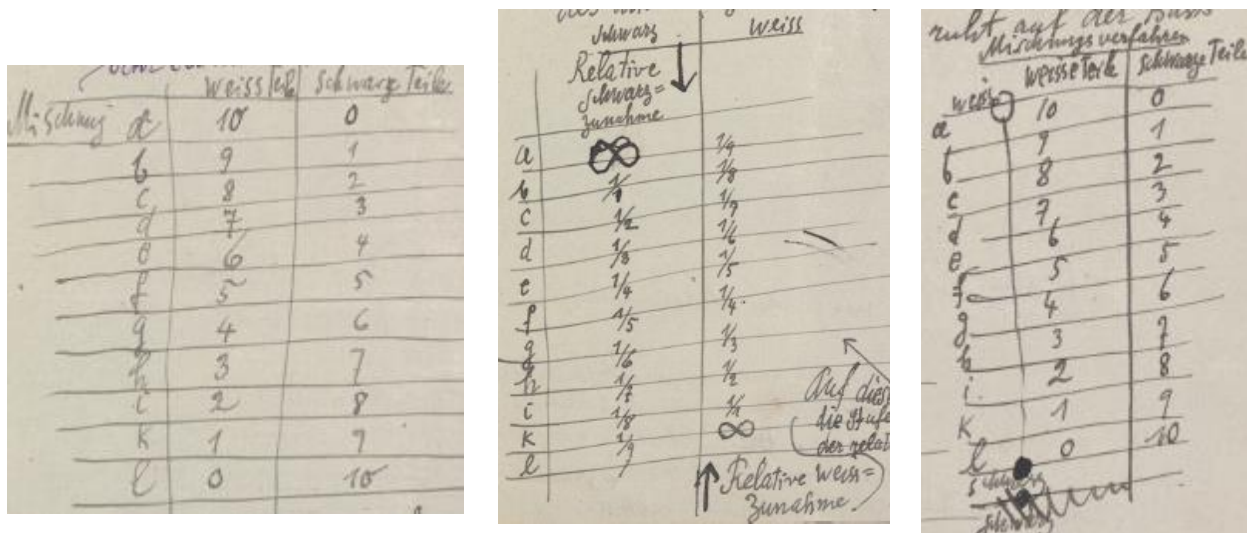 weiss Teile schwarze Teile
Mischung a 10 0
b 9 1
c 8 2
d 7 3
e 6 4
f 5 5
g 4 6
h 3 7
i 2 8
k 1 9
l 0 10
schwarz weiss
Relative
schwarz=
zunahme
a ∞ 1/9
b 1/1 1/8
c 1/2 1/7
d 1/3 1/6
e 1/4 1/5
f 1/5 1/4
g 1/6 1/3
h 1/7 1/2
i 1/8 1/1
k 1/9 ∞
l
Auf dies
die Stufe
der relat
Relative weiss=
Zunahme
ruht auf der Basis
Mischungsverfahren
weisse Teile schwarze Teile
weiss
a 10 0
b 9 1
c 8 2
d 7 3
e 6 4
f 5 5
g 4 6
h 3 7
i 2 8
k 1 9
l 0 10
schwarz
schwarz